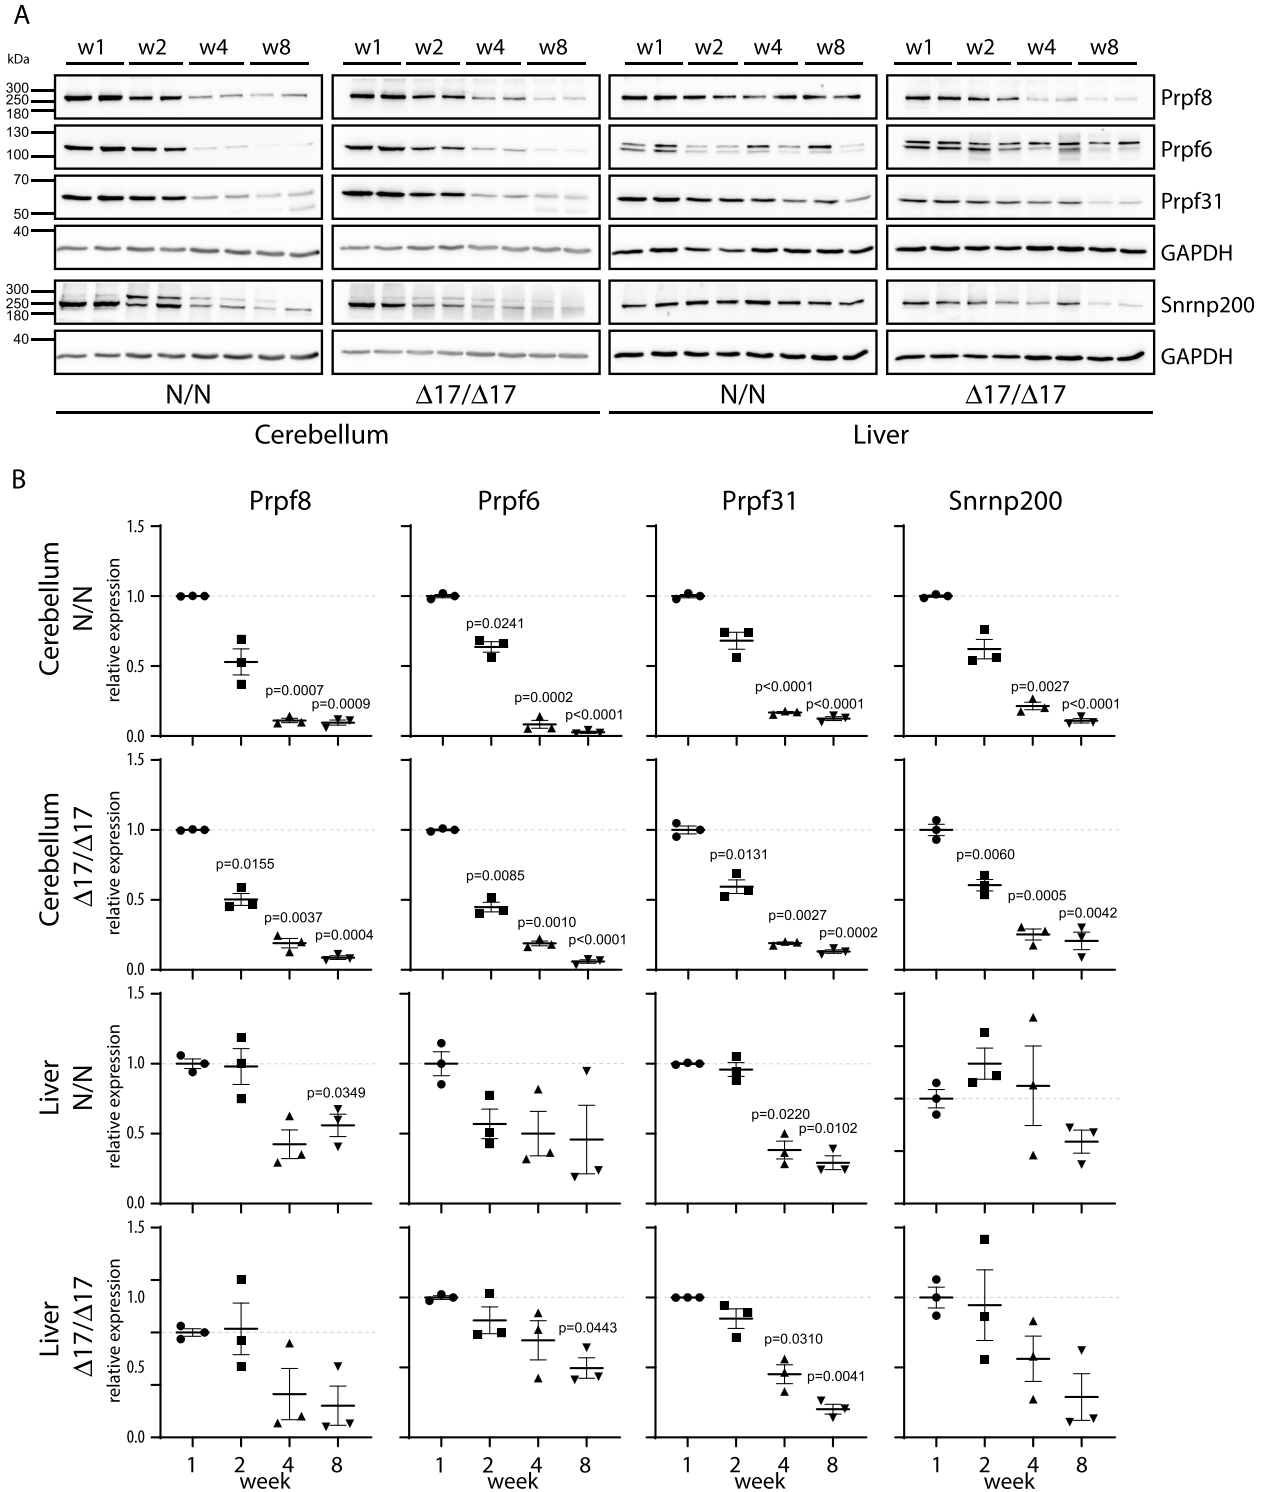 A
kDa
w1 w2 w4 w8 w1 w2 w4 w8 w1 w2 w4 w8 w1 w2 w4 w8
300
250
180
Prpf8
130
100
Prpf6
70
50
Prpf31
40
GAPDH
300
250
180
Snrnp200
40
GAPDH
N/N Δ17/Δ17 N/N Δ17/Δ17
Cerebellum Liver
B
Prpf8 Prpf6 Prpf31 Snrnp200
Cerebellum
N/N
relative expression
1.5
1.0
0.5
0.0
p=0.0007
p=0.0009
p=0.0241
p=0.0002
p<0.0001
p<0.0001
p<0.0001
p=0.0027
p<0.0001
Cerebellum
Δ17/Δ17
relative expression
1.5
1.0
0.5
0.0
p=0.0155
p=0.0037
p=0.0004
p=0.0085
p=0.0010
p<0.0001
p=0.0131
p=0.0027
p=0.0002
p=0.0060
p=0.0005
p=0.0042
Liver
N/N
relative expression
1.5
1.0
0.5
0.0
p=0.0349
p=0.0220
p=0.0102
Liver
Δ17/Δ17
relative expression
1.5
1.0
0.5
0.0
p=0.0443
p=0.0310
p=0.0041
1 2 4 8 1 2 4 8 1 2 4 8 1 2 4 8
week week week week